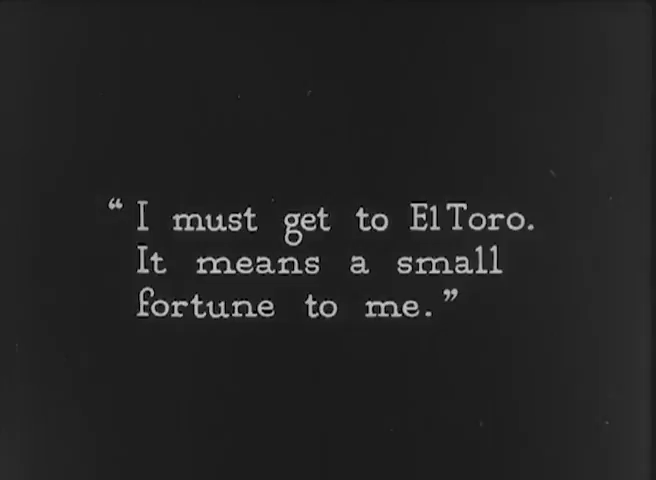 “I must get to El Toro.
It means a small
fortune to me.”